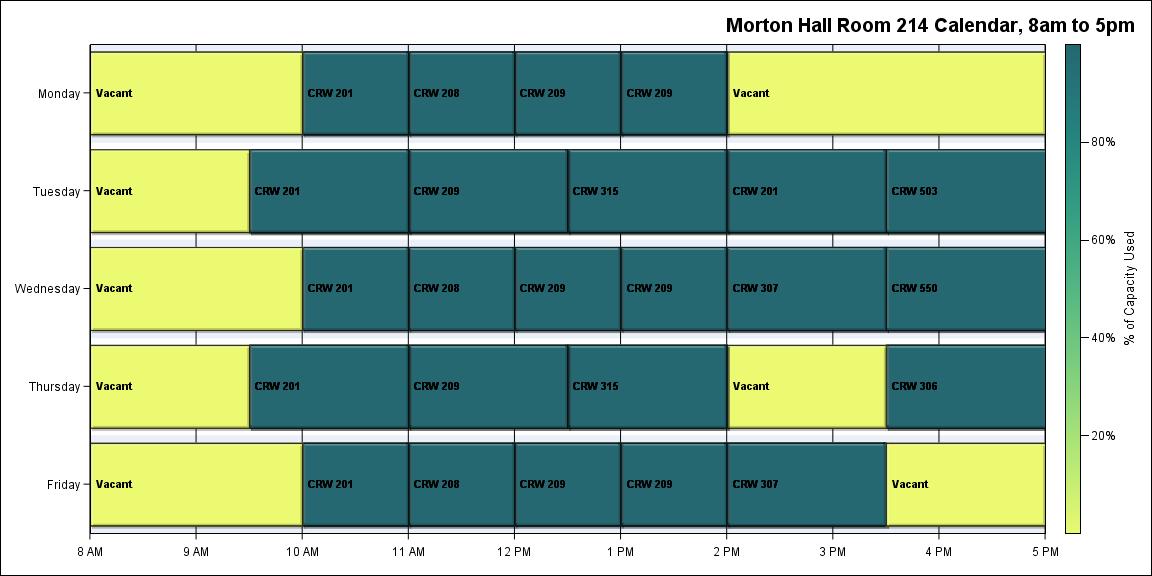 Morton Hall Room 214 Calendar, 8am to 5pm
Monday
Vacant
CRW 201
CRW 208
CRW 209
CRW 209
Vacant
Tuesday
Vacant
CRW 201
CRW 209
CRW 315
CRW 201
CRW 503
Wednesday
Vacant
CRW 201
CRW 208
CRW 209
CRW 209
CRW 307
CRW 550
Thursday
Vacant
CRW 201
CRW 209
CRW 315
Vacant
CRW 306
Friday
Vacant
CRW 201
CRW 208
CRW 209
CRW 209
CRW 307
Vacant
8 AM
9 AM
10 AM
11 AM
12 PM
1 PM
2 PM
3 PM
4 PM
5 PM
80%
60%
40%
20%
% of Capacity Used